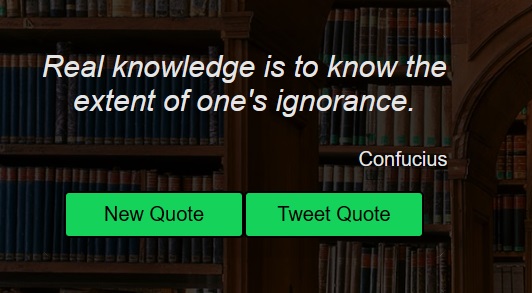 Real knowledge is to know the
extent of one's ignorance.
Confucius
New Quote
Tweet Quote